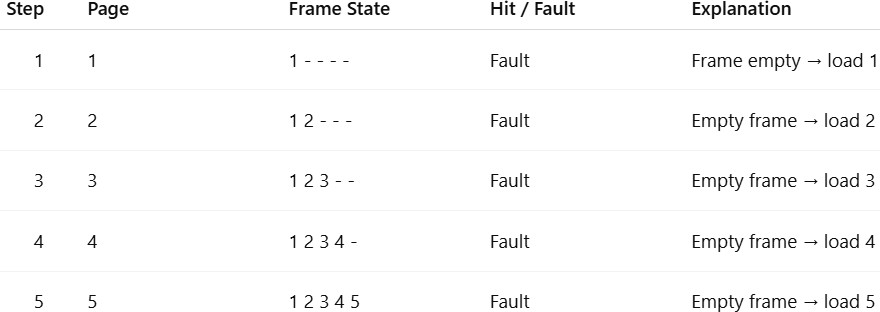 Step Page Frame State Hit / Fault Explanation
1 1 1 - - - - Fault Frame empty → load 1
2 2 1 2 - - - Fault Empty frame → load 2
3 3 1 2 3 - - Fault Empty frame → load 3
4 4 1 2 3 4 - Fault Empty frame → load 4
5 5 1 2 3 4 5 Fault Empty frame → load 5